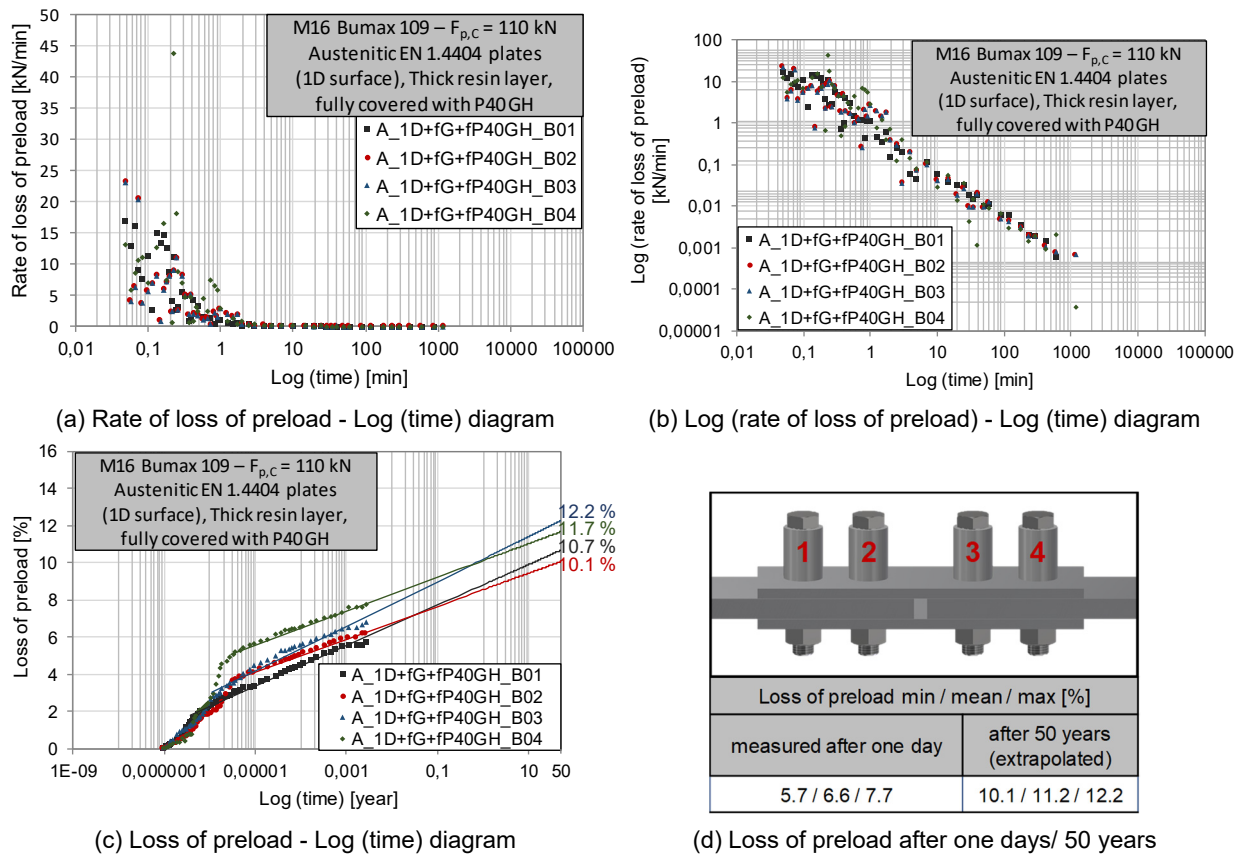 Rate of loss of preload [kN/min]
50
45
40
35
30
25
20
15
10
5
0
M16 Bumax 109 – Fp,C = 110 kN
Austenitic EN 1.4404 plates
(1D surface), Thick resin layer,
fully covered with P40GH
A_1D+fG+fP40GH_B01
A_1D+fG+fP40GH_B02
A_1D+fG+fP40GH_B03
A_1D+fG+fP40GH_B04
0,01 0,1 1 10 100 1000 10000 100000
Log (time) [min]
(a) Rate of loss of preload - Log (time) diagram
Log (rate of loss of preload)
[kN/min]
100
10
1
0,1
0,01
0,001
0,0001
0,00001
M16 Bumax 109 – Fp,C = 110 kN
Austenitic EN 1.4404 plates
(1D surface), Thick resin layer,
fully covered with P40GH
A_1D+fG+fP40GH_B01
A_1D+fG+fP40GH_B02
A_1D+fG+fP40GH_B03
A_1D+fG+fP40GH_B04
0,01 0,1 1 10 100 1000 10000 100000
Log (time) [min]
(b) Log (rate of loss of preload) - Log (time) diagram
Loss of preload [%]
16
14
12
10
8
6
4
2
0
M16 Bumax 109 – Fp,C = 110 kN
Austenitic EN 1.4404 plates
(1D surface), Thick resin layer,
fully covered with P40GH
12.2 %
11.7 %
10.7 %
10.1 %
A_1D+fG+fP40GH_B01
A_1D+fG+fP40GH_B02
A_1D+fG+fP40GH_B03
A_1D+fG+fP40GH_B04
1E-09 0,0000001 0,00001 0,001 0,1 10 50
Log (time) [year]
(c) Loss of preload - Log (time) diagram
1 2 3 4
Loss of preload min / mean / max [%]
measured after one day
after 50 years
(extrapolated)
5.7 / 6.6 / 7.7
10.1 / 11.2 / 12.2
(d) Loss of preload after one days/ 50 years